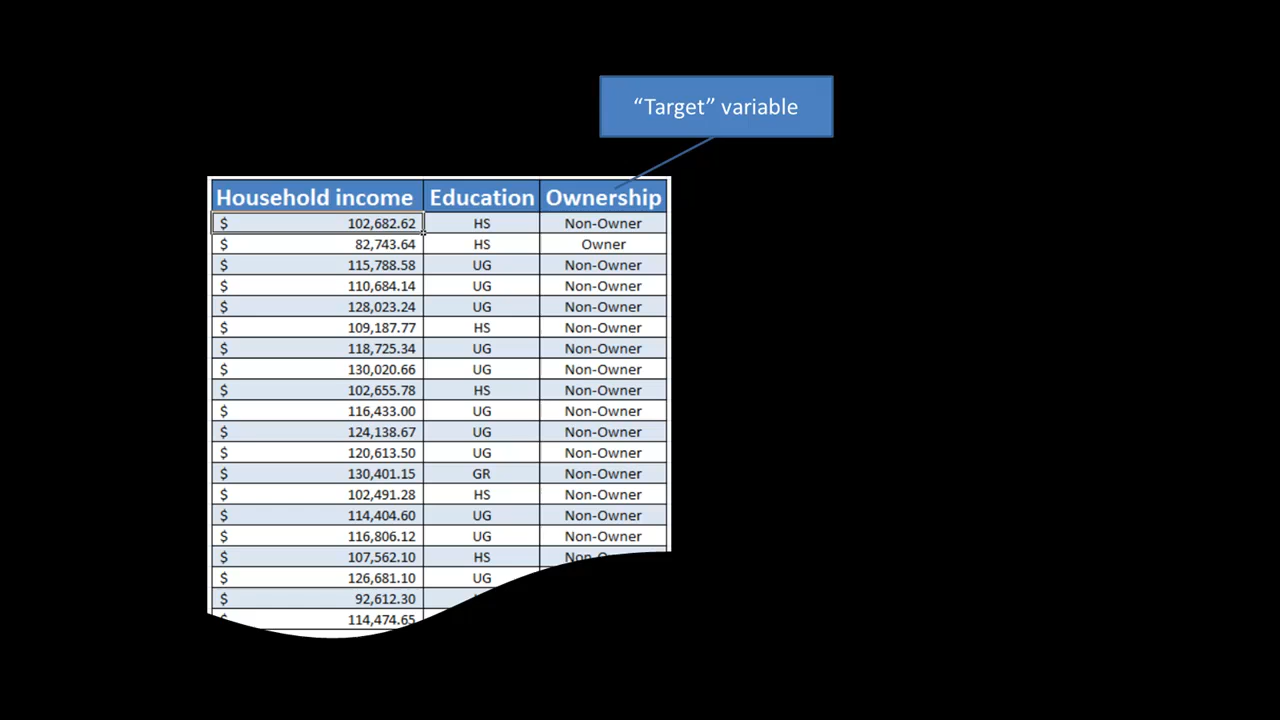 “Target” variable
Household income Education Ownership
$ 102,682.62 HS Non-Owner
$ 82,743.64 HS Owner
$ 115,788.58 UG Non-Owner
$ 110,684.14 UG Non-Owner
$ 128,023.24 UG Non-Owner
$ 109,187.77 HS Non-Owner
$ 118,725.34 UG Non-Owner
$ 130,020.66 UG Non-Owner
$ 102,655.78 HS Non-Owner
$ 116,433.00 UG Non-Owner
$ 124,138.67 UG Non-Owner
$ 120,613.50 UG Non-Owner
$ 130,401.15 GR Non-Owner
$ 102,491.28 HS Non-Owner
$ 114,404.60 UG Non-Owner
$ 116,806.12 UG Non-Owner
$ 107,562.10 HS
$ 126,681.10 UG
$ 92,612.30
$ 114,474.65